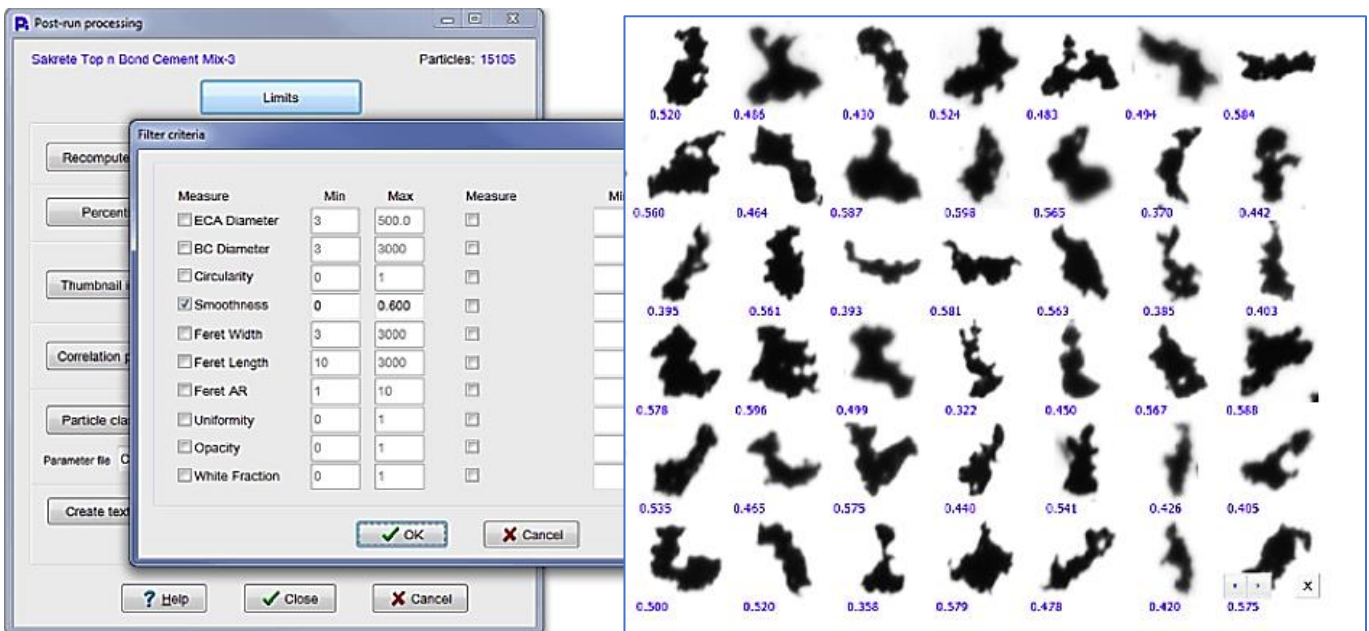 Post-run processing
Sakrete Top n Bond Cement Mix-3 Particles: 15105
Limits
Recompute
Percent
Thumbnail
Correlation
Particle cla
Parameter file C
Create text
? Help Close Cancel
Filter criteria
Measure Min Max Measure Mi
ECA Diameter 3 500.0
BC Diameter 3 3000
Circularity 0 1
Smoothness 0 0.600
Feret Width 3 3000
Feret Length 10 3000
Feret AR 1 10
Uniformity 0 1
Opacity 0 1
White Fraction 0 1
OK Cancel
0.520 0.486 0.430 0.524 0.483 0.494 0.584
0.560 0.464 0.587 0.598 0.565 0.370 0.442
0.395 0.561 0.393 0.581 0.563 0.385 0.403
0.578 0.596 0.499 0.322 0.450 0.567 0.588
0.535 0.465 0.575 0.440 0.541 0.426 0.405
0.500 0.520 0.358 0.579 0.478 0.420 0.575
X